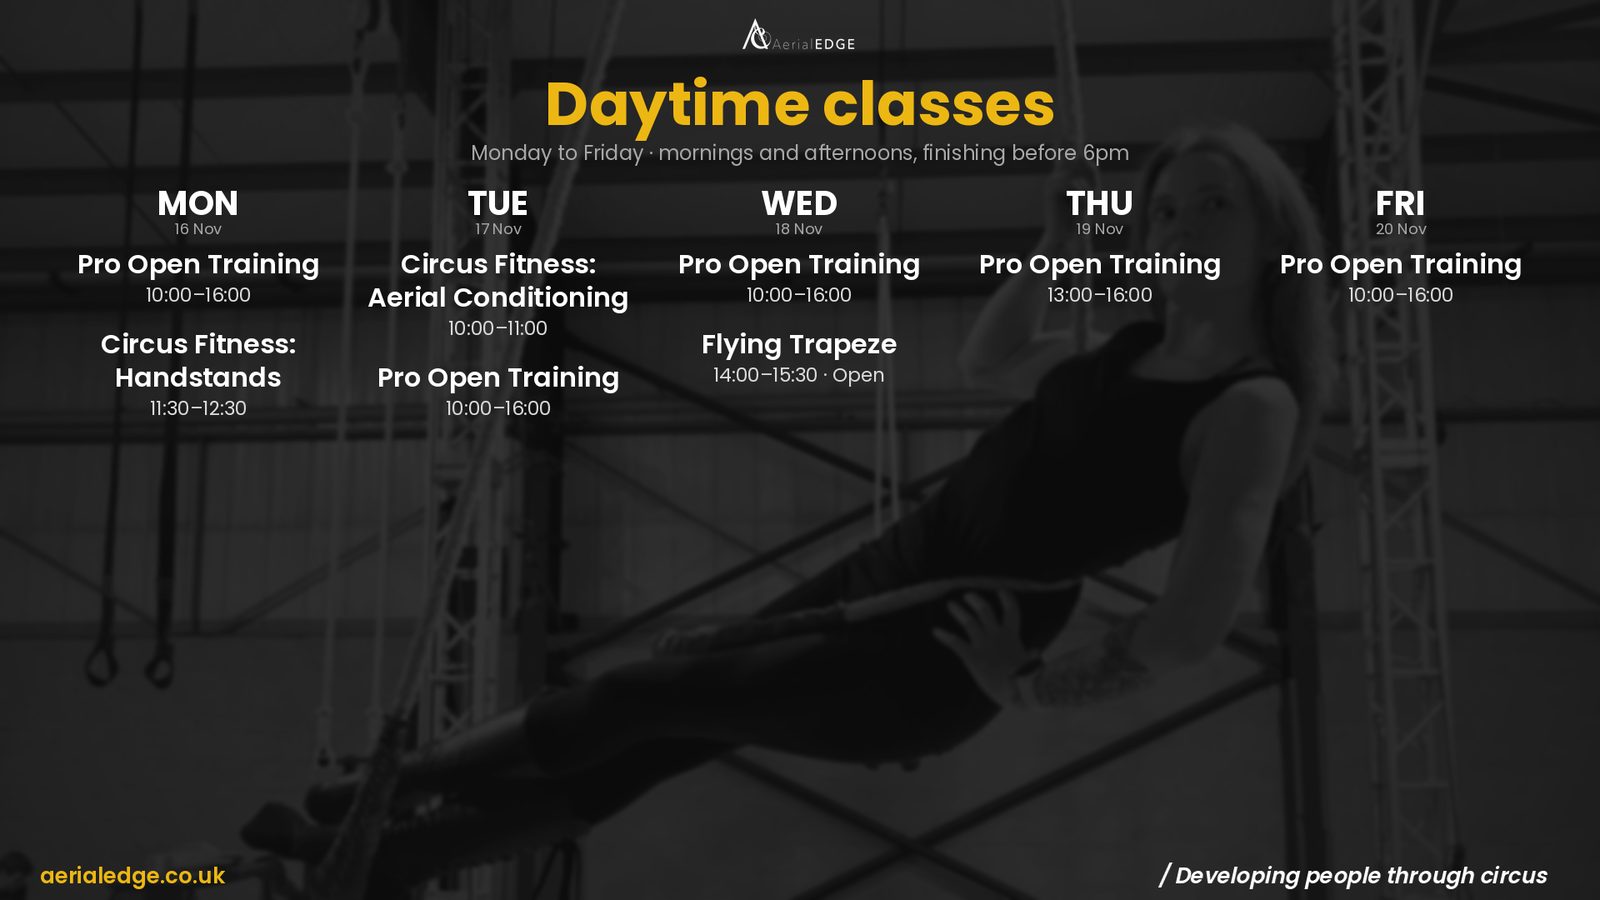 AerialEDGE
Daytime classes
Monday to Friday · mornings and afternoons, finishing before 6pm
MON
16 Nov
Pro Open Training
10:00–16:00
Circus Fitness:
Handstands
11:30–12:30
TUE
17 Nov
Circus Fitness:
Aerial Conditioning
10:00–11:00
Pro Open Training
10:00–16:00
WED
18 Nov
Pro Open Training
10:00–16:00
Flying Trapeze
14:00–15:30 · Open
THU
19 Nov
Pro Open Training
13:00–16:00
FRI
20 Nov
Pro Open Training
10:00–16:00
aerialedge.co.uk
/ Developing people through circus